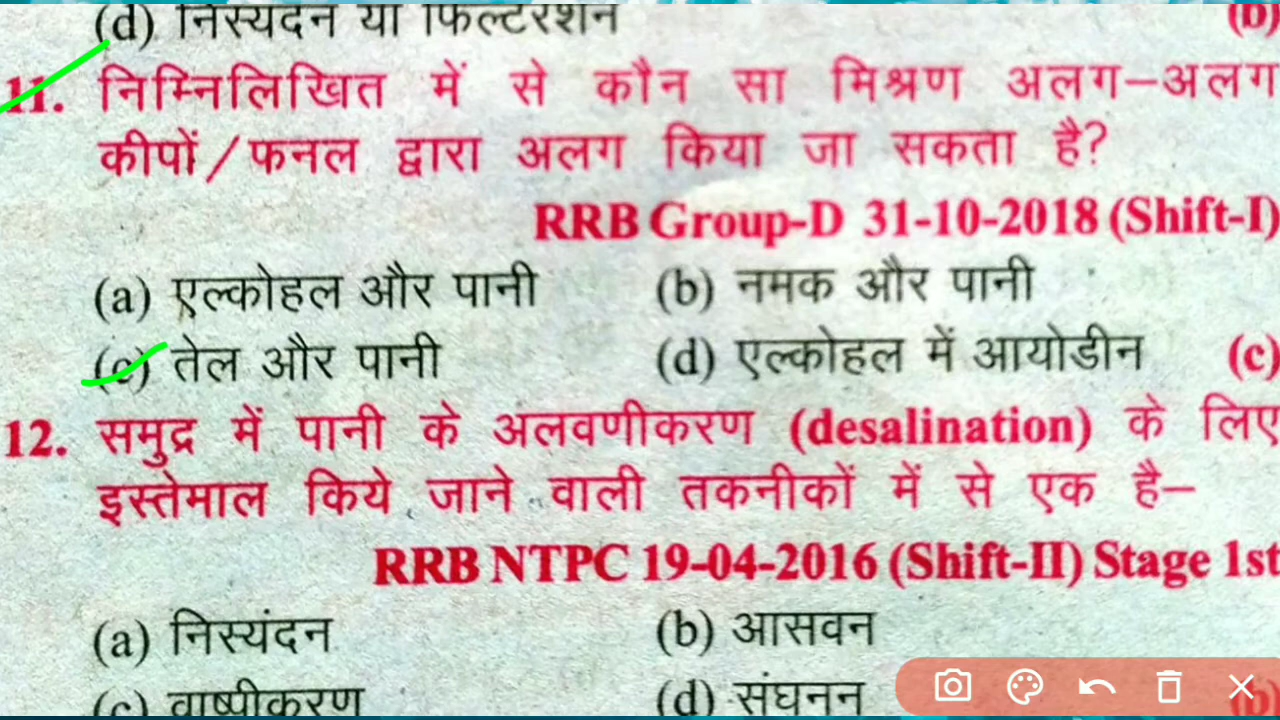 (d) निस्यंदन या फिल्टरेशन (b)
11. निम्निलिखित में से कौन सा मिश्रण अलग–अलग
कीपों/फनल द्वारा अलग किया जा सकता है?
RRB Group-D 31-10-2018 (Shift-I)
(a) एल्कोहल और पानी (b) नमक और पानी
(c) तेल और पानी (d) एल्कोहल में आयोडीन (c)
12. समुद्र में पानी के अलवणीकरण (desalination) के लिए
इस्तेमाल किये जाने वाली तकनीकों में से एक है–
RRB NTPC 19-04-2016 (Shift-II) Stage 1st
(a) निस्यंदन (b) आसवन
(c) वाष्पीकरण (d) संघनन (b)